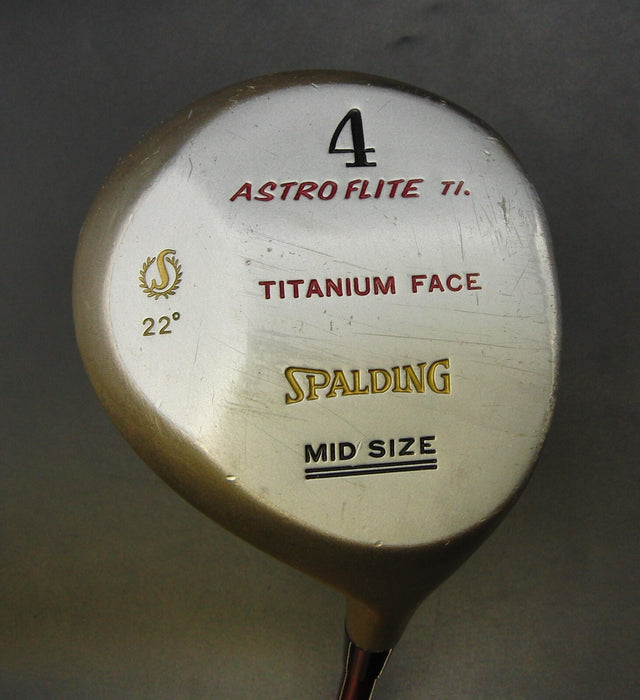 4
ASTRO FLITE TI.
TITANIUM FACE
S
22°
SPALDING
MID SIZE